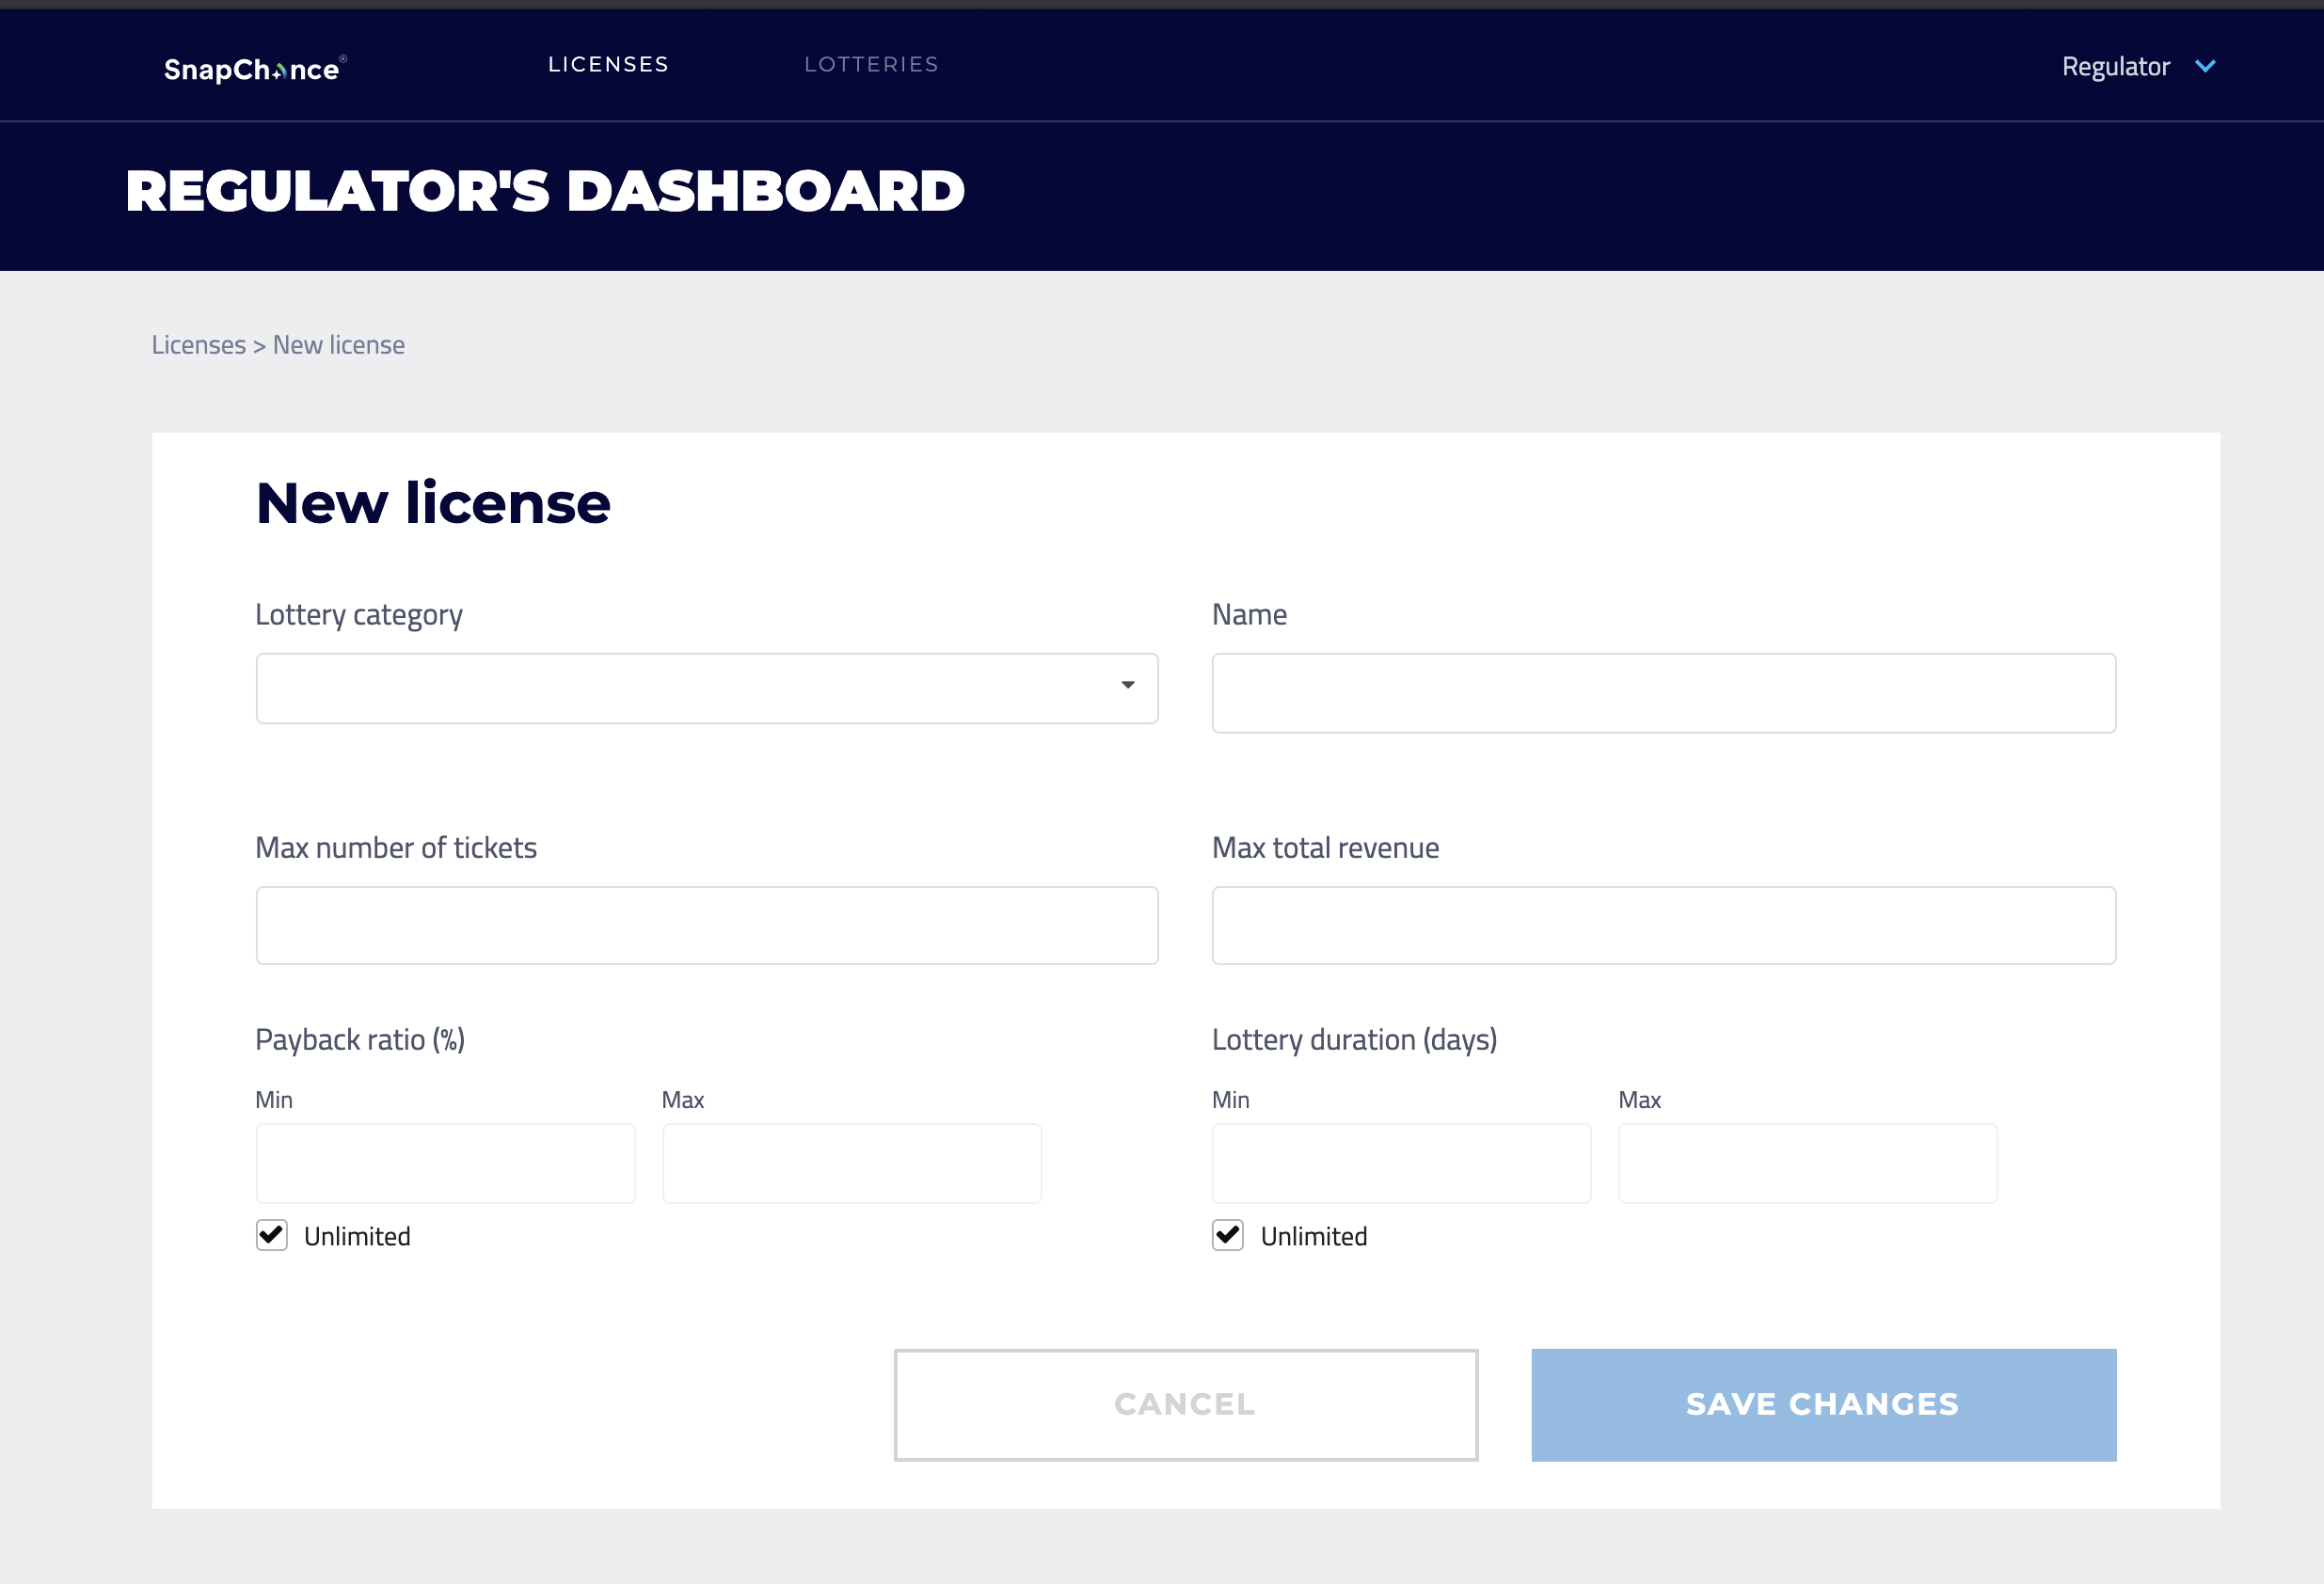 SnapChance®
LICENSES
LOTTERIES
Regulator
REGULATOR'S DASHBOARD
Licenses > New license
New license
Lottery category
Name
Max number of tickets
Max total revenue
Payback ratio (%)
Lottery duration (days)
Min
Max
Min
Max
Unlimited
Unlimited
CANCEL
SAVE CHANGES